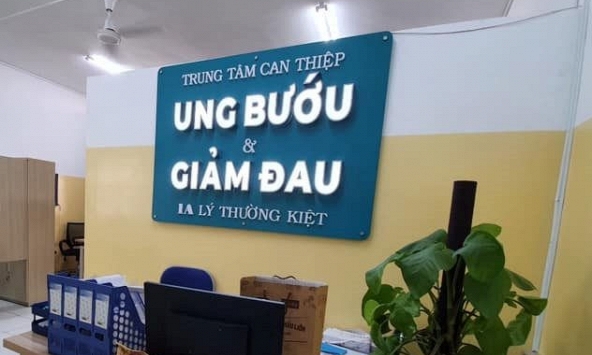 TRUNG TÂM CAN THIỆP
UNG BƯỚU
&
GIẢM ĐAU
1A LÝ THƯỜNG KIỆT